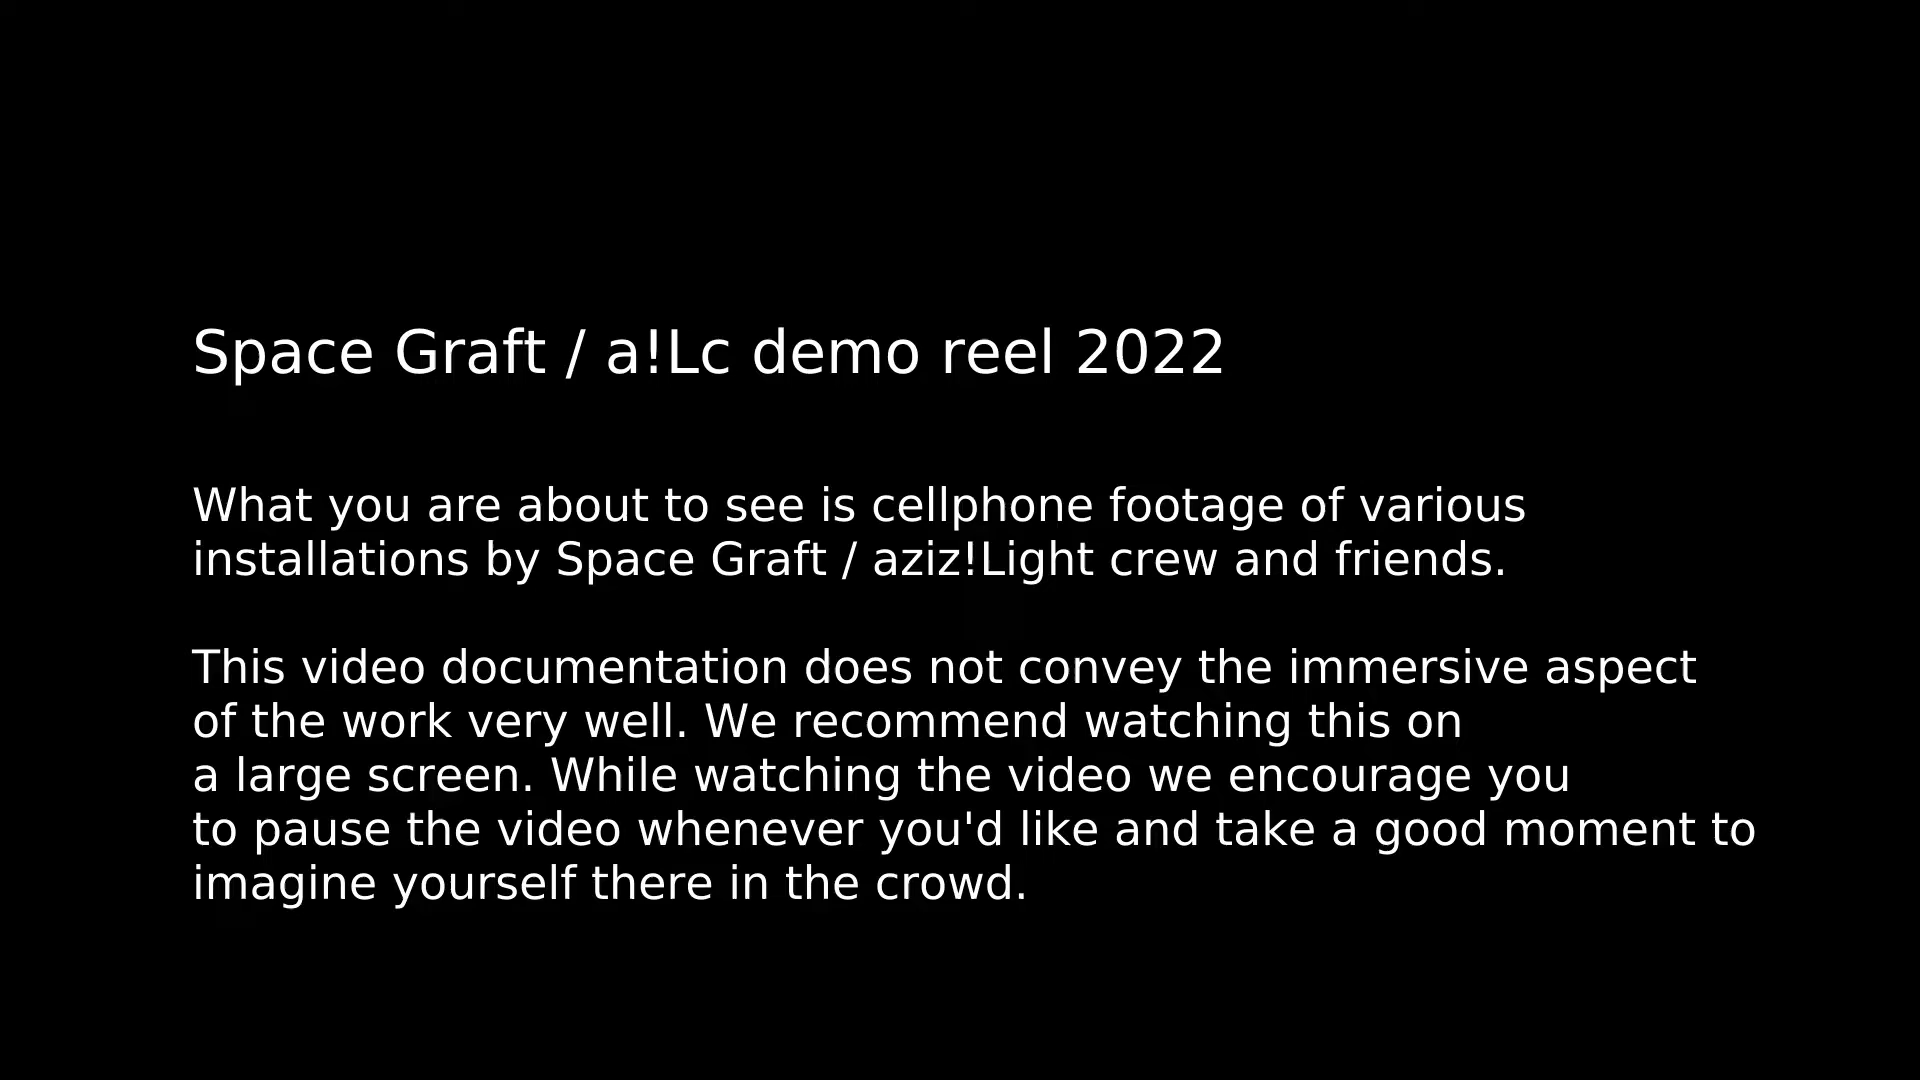 Space Graft / a!Lc demo reel 2022
What you are about to see is cellphone footage of various
installations by Space Graft / aziz!Light crew and friends.
This video documentation does not convey the immersive aspect
of the work very well. We recommend watching this on
a large screen. While watching the video we encourage you
to pause the video whenever you'd like and take a good moment to
imagine yourself there in the crowd.